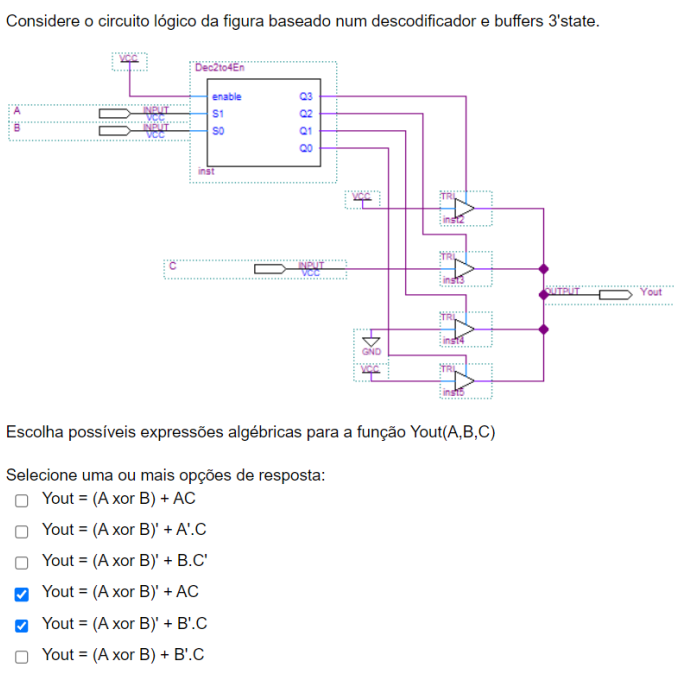 Considere o circuito lógico da figura baseado num descodificador e buffers 3'state.
VCC
Dec2to4En
enable Q3
A INPUT VCC S1 Q2
B INPUT VCC S0 Q1
Q0
inst
VCC TRI
inst2
TRI
C INPUT VCC
inst3
OUTPUT Yout
TRI
inst4
GND
VCC TRI
inst5
Escolha possíveis expressões algébricas para a função Yout(A,B,C)
Selecione uma ou mais opções de resposta:
Yout = (A xor B) + AC
Yout = (A xor B)' + A'.C
Yout = (A xor B)' + B.C'
Yout = (A xor B)' + AC
Yout = (A xor B)' + B'.C
Yout = (A xor B) + B'.C